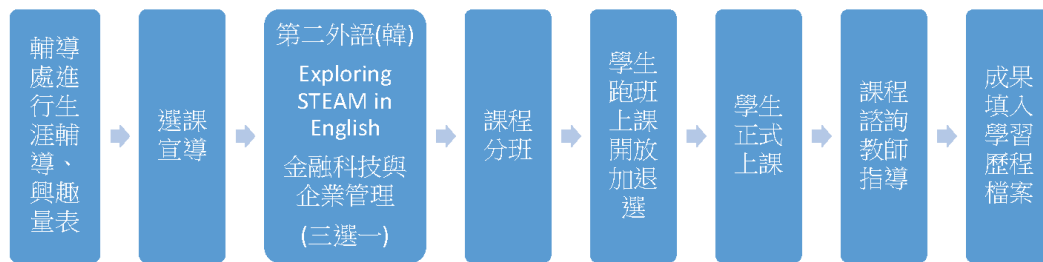 輔導
處進
行生
涯輔
導、
興趣
量表
選課
宣導
第二外語(韓)
Exploring
STEAM in
English
金融科技與
企業管理
(三選一)
課程
分班
學生
跑班
上課
開放
加退
選
學生
正式
上課
課程
諮詢
教師
指導
成果
填入
學習
歷程
檔案